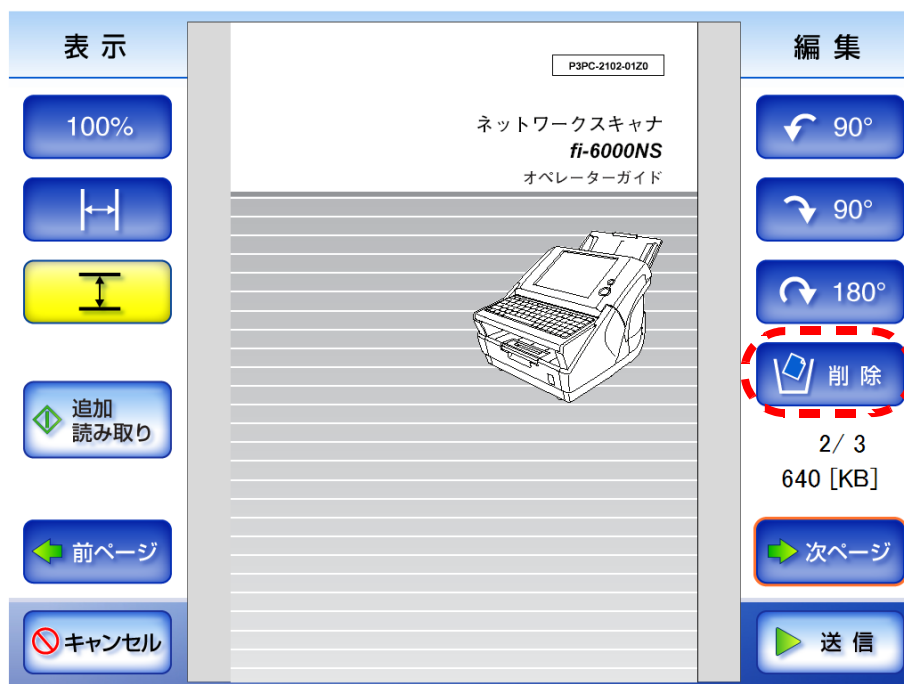 表 示
100%
追加
読み取り
前ページ
キャンセル
P3PC-2102-01Z0
ネットワークスキャナ
fi-6000NS
オペレーターガイド
編 集
90°
90°
180°
削 除
2/ 3
640 [KB]
次ページ
送 信